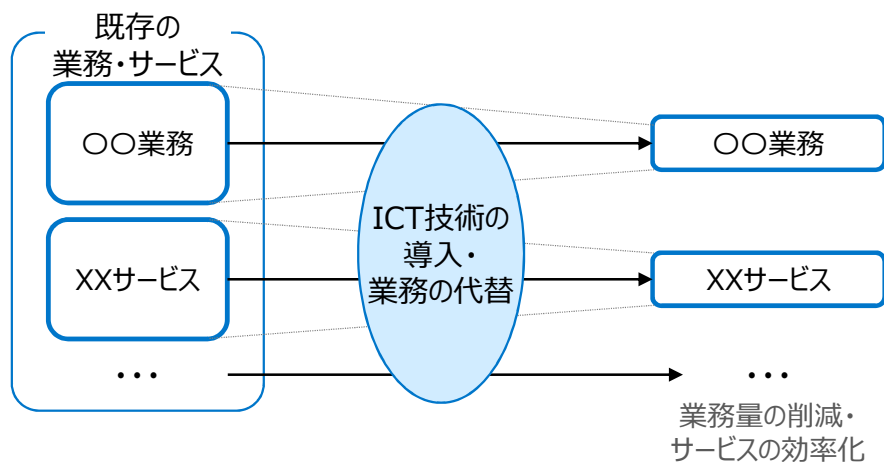 既存の
業務・サービス
〇〇業務
XXサービス
・・・
ICT技術の
導入・
業務の代替
〇〇業務
XXサービス
・・・
業務量の削減・
サービスの効率化